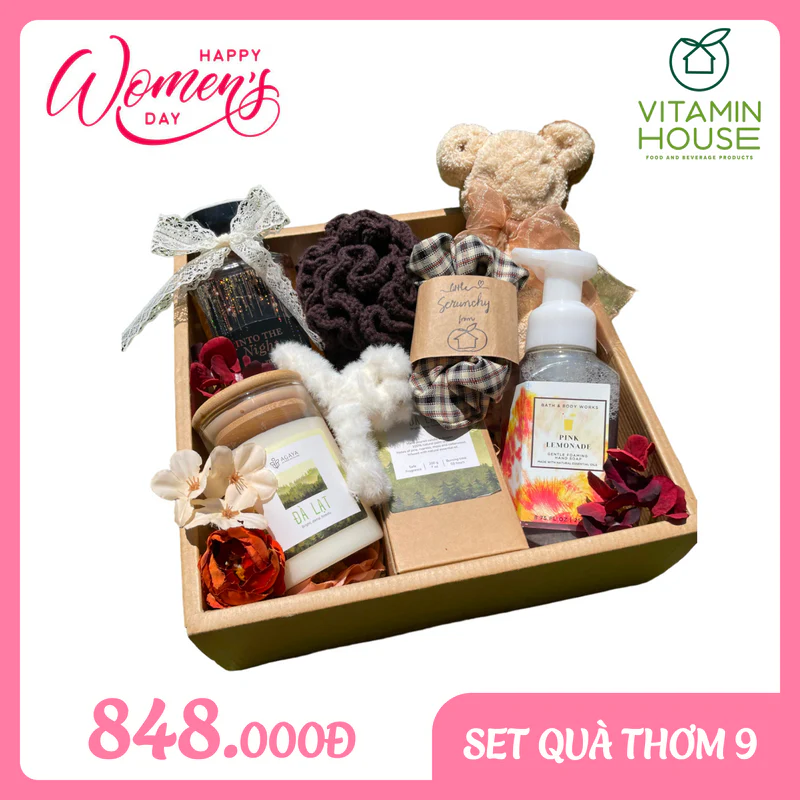 HAPPY
Women's
DAY
VITAMIN
HOUSE
FOOD AND BEVERAGE PRODUCTS
INTO THE
Night
little
Scrunchy
from
BATH & BODY WORKS
PINK
LEMONADE
GENTLE FOAMING
HAND SOAP
AGAYA
ĐÀ LẠT
848.000Đ
SET QUÀ THƠM 9